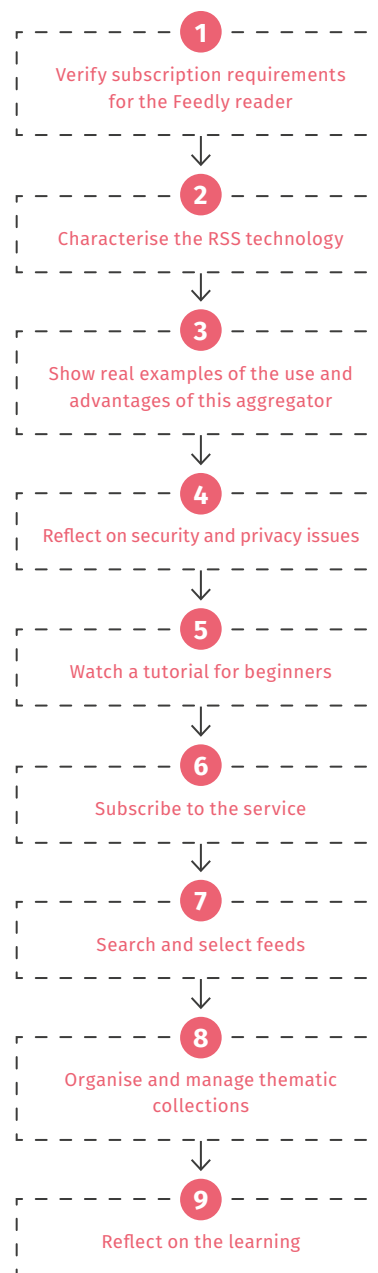 1
Verify subscription requirements
for the Feedly reader
2
Characterise the RSS technology
3
Show real examples of the use and
advantages of this aggregator
4
Reflect on security and privacy issues
5
Watch a tutorial for beginners
6
Subscribe to the service
7
Search and select feeds
8
Organise and manage thematic
collections
9
Reflect on the learning